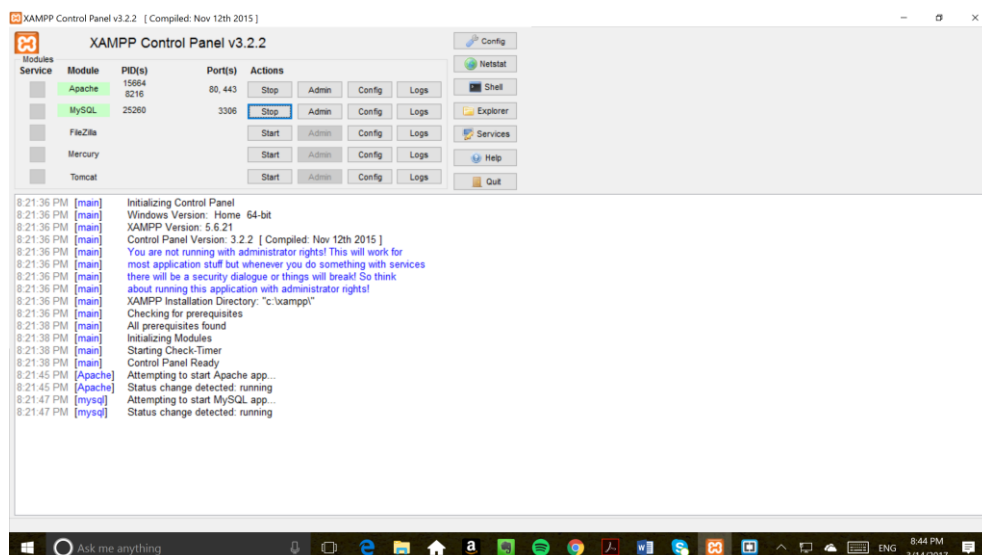 XAMPP Control Panel v3.2.2 [ Compiled: Nov 12th 2015 ]
XAMPP Control Panel v3.2.2
Config
Modules
Service Module PID(s) Port(s) Actions
Netstat
Apache 15664 8216 80, 443 Stop Admin Config Logs
Shell
MySQL 25260 3306 Stop Admin Config Logs
Explorer
FileZilla Start Admin Config Logs
Services
Mercury Start Admin Config Logs
Help
Tomcat Start Admin Config Logs
Quit
8:21:36 PM [main] Initializing Control Panel
8:21:36 PM [main] Windows Version: Home 64-bit
8:21:36 PM [main] XAMPP Version: 5.6.21
8:21:36 PM [main] Control Panel Version: 3.2.2 [ Compiled: Nov 12th 2015 ]
8:21:36 PM [main] You are not running with administrator rights! This will work for
8:21:36 PM [main] most application stuff but whenever you do something with services
8:21:36 PM [main] there will be a security dialogue or things will break! So think
8:21:36 PM [main] about running this application with administrator rights!
8:21:36 PM [main] XAMPP Installation Directory: "c:\xampp\"
8:21:36 PM [main] Checking for prerequisites
8:21:38 PM [main] All prerequisites found
8:21:38 PM [main] Initializing Modules
8:21:38 PM [main] Starting Check-Timer
8:21:38 PM [main] Control Panel Ready
8:21:45 PM [Apache] Attempting to start Apache app...
8:21:45 PM [Apache] Status change detected: running
8:21:47 PM [mysql] Attempting to start MySQL app...
8:21:47 PM [mysql] Status change detected: running
Ask me anything
ENG
8:44 PM
3/14/2017